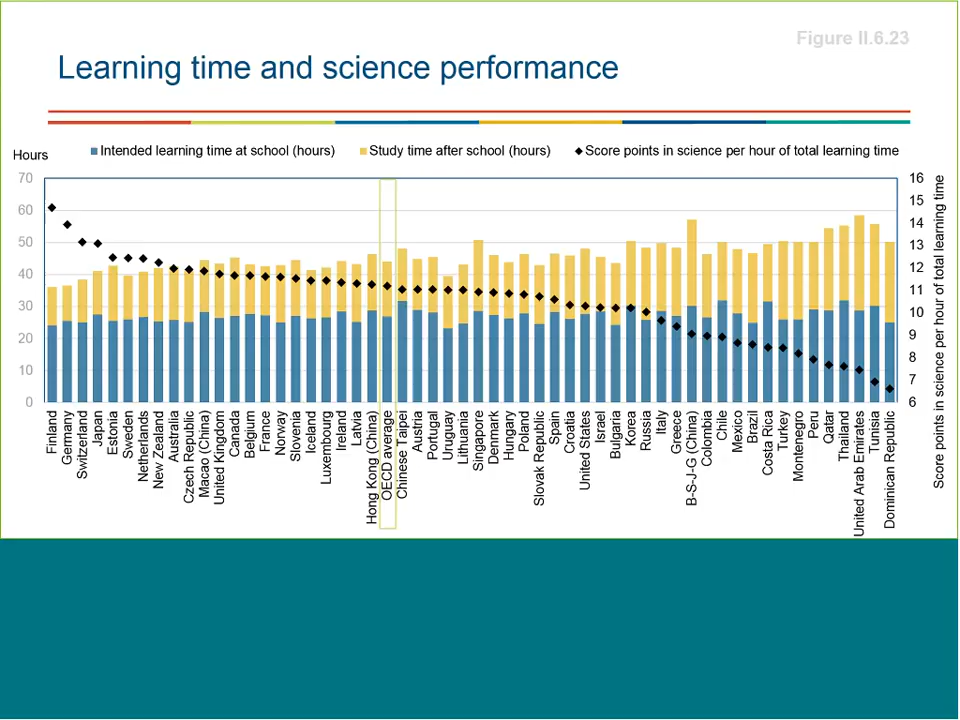 Figure II.6.23
Learning time and science performance
Hours
Intended learning time at school (hours)
Study time after school (hours)
Score points in science per hour of total learning time
70
60
50
40
30
20
10
0
16
15
14
13
12
11
10
9
8
7
6
Score points in science per hour of total learning time
Finland
Germany
Switzerland
Japan
Estonia
Sweden
Netherlands
New Zealand
Australia
Czech Republic
Macao (China)
United Kingdom
Canada
Belgium
France
Norway
Slovenia
Iceland
Luxembourg
Ireland
Latvia
Hong Kong (China)
OECD average
Chinese Taipei
Austria
Portugal
Uruguay
Lithuania
Singapore
Denmark
Hungary
Poland
Slovak Republic
Spain
Croatia
United States
Israel
Bulgaria
Korea
Russia
Italy
Greece
B-S-J-G (China)
Colombia
Chile
Mexico
Brazil
Costa Rica
Turkey
Montenegro
Peru
Qatar
Thailand
United Arab Emirates
Tunisia
Dominican Republic